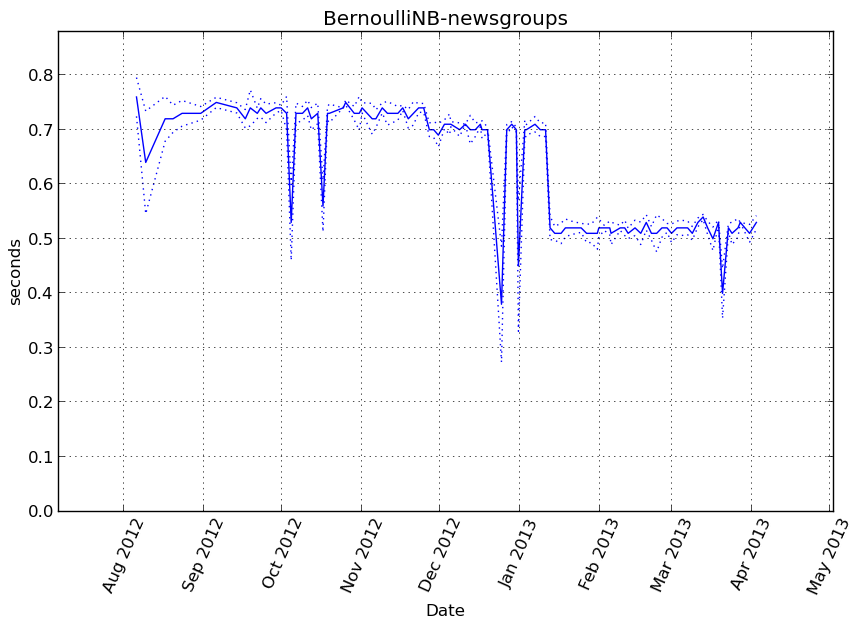 BernoulliNB-newsgroups
seconds
0.8
0.7
0.6
0.5
0.4
0.3
0.2
0.1
0.0
Aug 2012
Sep 2012
Oct 2012
Nov 2012
Dec 2012
Jan 2013
Feb 2013
Mar 2013
Apr 2013
May 2013
Date